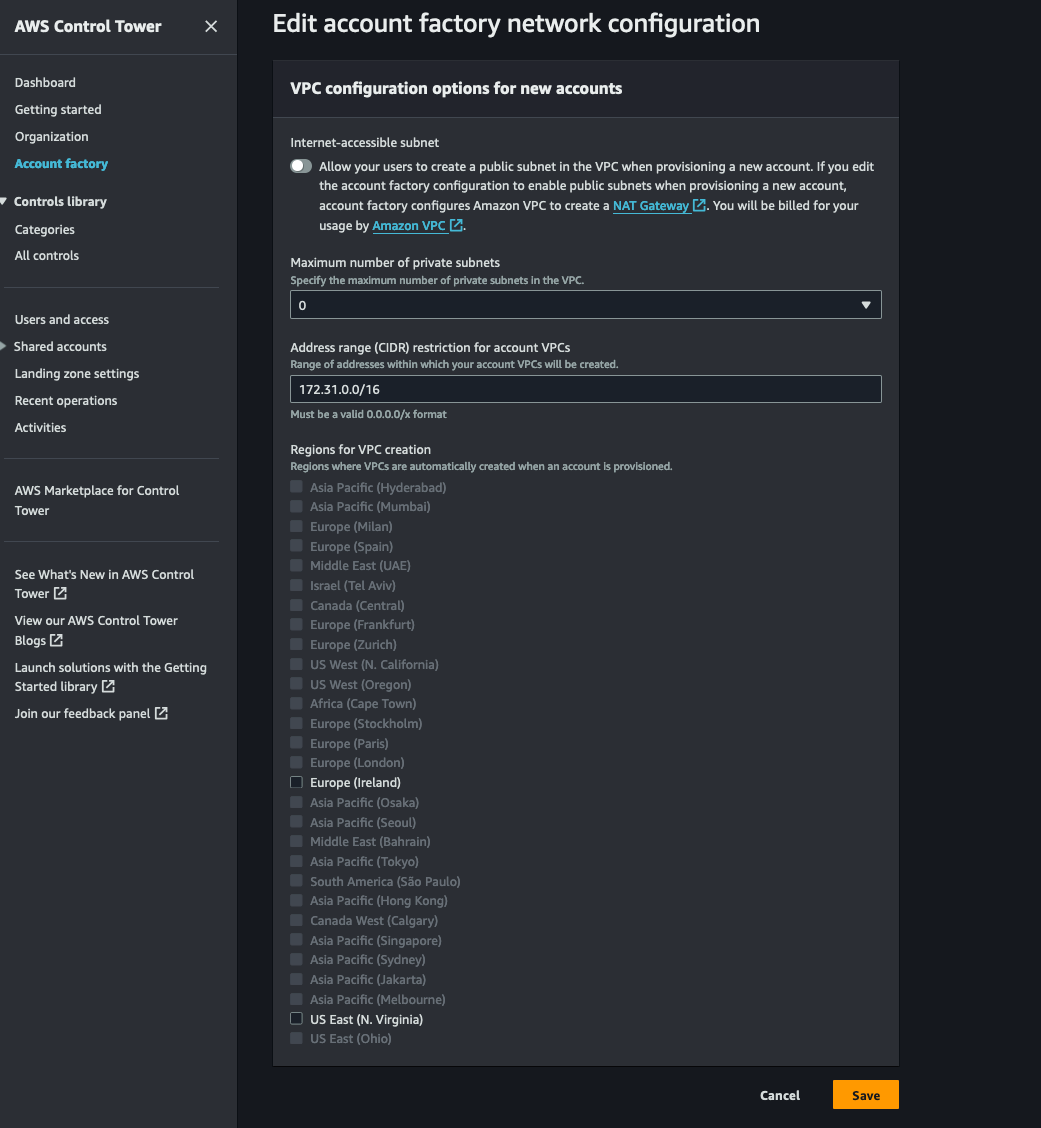 AWS Control Tower
Dashboard
Getting started
Organization
Account factory
Controls library
Categories
All controls
Users and access
Shared accounts
Landing zone settings
Recent operations
Activities
AWS Marketplace for Control
Tower
See What's New in AWS Control
Tower
View our AWS Control Tower
Blogs
Launch solutions with the Getting
Started library
Join our feedback panel
Edit account factory network configuration
VPC configuration options for new accounts
Internet-accessible subnet
Allow your users to create a public subnet in the VPC when provisioning a new account. If you edit
the account factory configuration to enable public subnets when provisioning a new account,
account factory configures Amazon VPC to create a NAT Gateway. You will be billed for your
usage by Amazon VPC.
Maximum number of private subnets
Specify the maximum number of private subnets in the VPC.
0
Address range (CIDR) restriction for account VPCs
Range of addresses within which your account VPCs will be created.
172.31.0.0/16
Must be a valid 0.0.0.0/x format
Regions for VPC creation
Regions where VPCs are automatically created when an account is provisioned.
Asia Pacific (Hyderabad)
Asia Pacific (Mumbai)
Europe (Milan)
Europe (Spain)
Middle East (UAE)
Israel (Tel Aviv)
Canada (Central)
Europe (Frankfurt)
Europe (Zurich)
US West (N. California)
US West (Oregon)
Africa (Cape Town)
Europe (Stockholm)
Europe (Paris)
Europe (London)
Europe (Ireland)
Asia Pacific (Osaka)
Asia Pacific (Seoul)
Middle East (Bahrain)
Asia Pacific (Tokyo)
South America (São Paulo)
Asia Pacific (Hong Kong)
Canada West (Calgary)
Asia Pacific (Singapore)
Asia Pacific (Sydney)
Asia Pacific (Jakarta)
Asia Pacific (Melbourne)
US East (N. Virginia)
US East (Ohio)
Cancel
Save